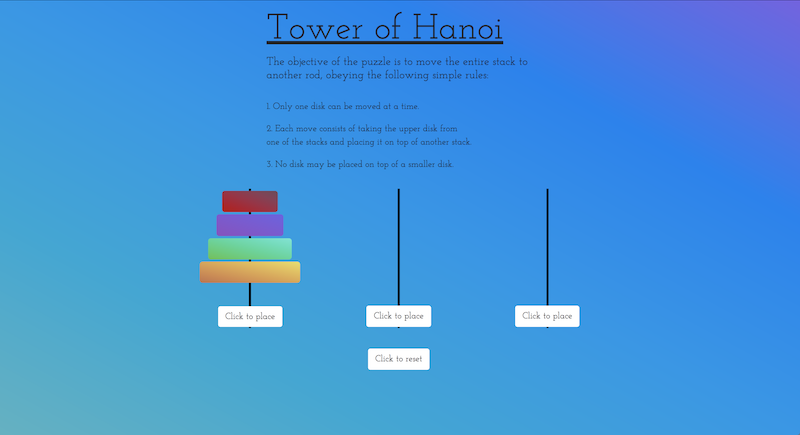 Tower of Hanoi
The objective of the puzzle is to move the entire stack to
another rod, obeying the following simple rules:
1. Only one disk can be moved at a time.
2. Each move consists of taking the upper disk from
one of the stacks and placing it on top of another stack.
3. No disk may be placed on top of a smaller disk.
Click to place
Click to place
Click to place
Click to reset